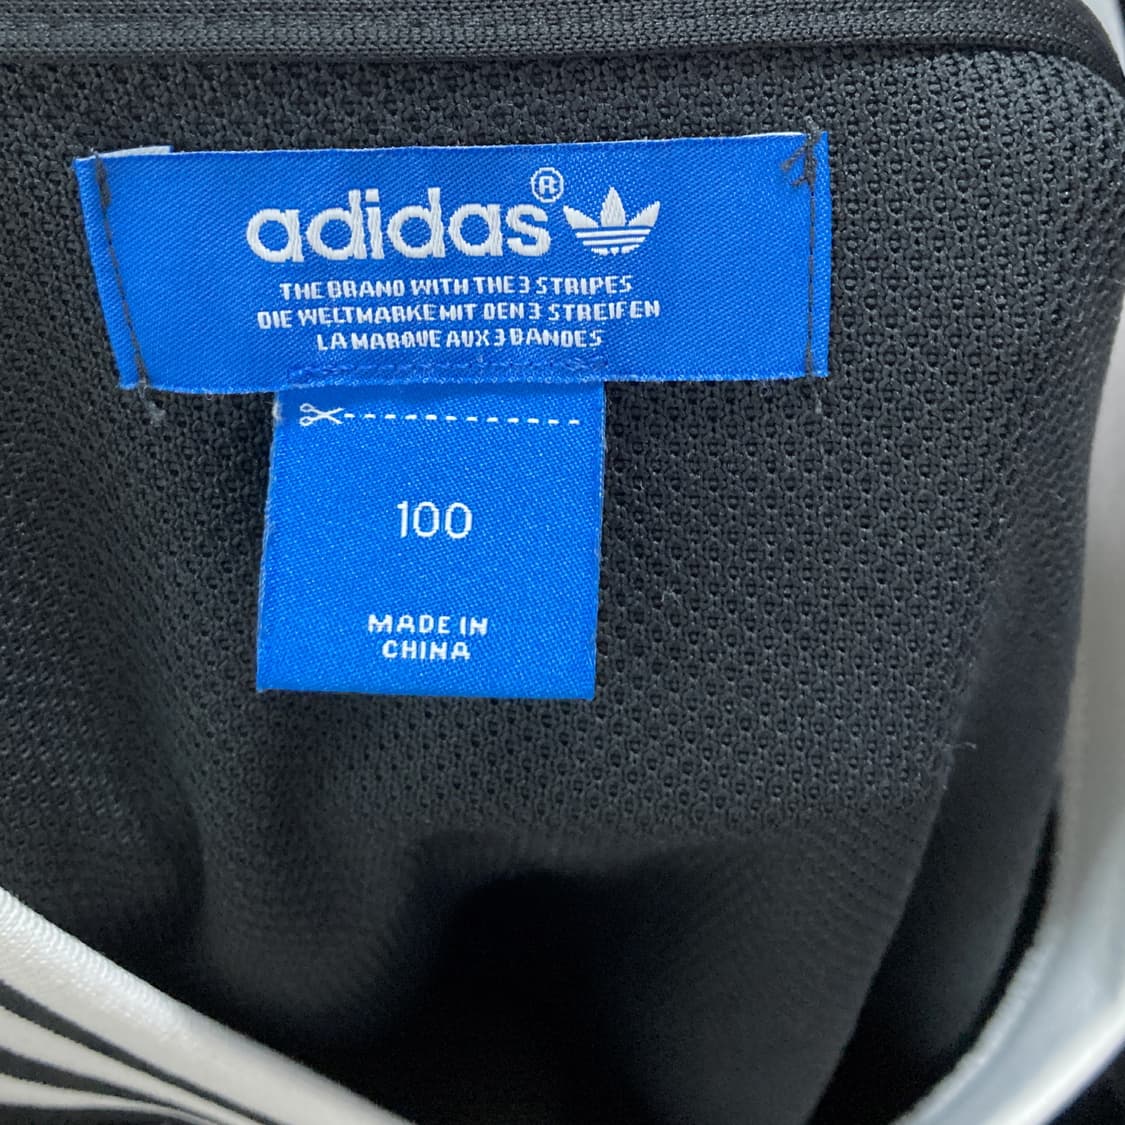 adidas®
THE BRAND WITH THE 3 STRIPES
DIE WELTMARKE MIT DEN 3 STREIFEN
LA MARQUE AUX 3 BANDES
100
MADE IN
CHINA